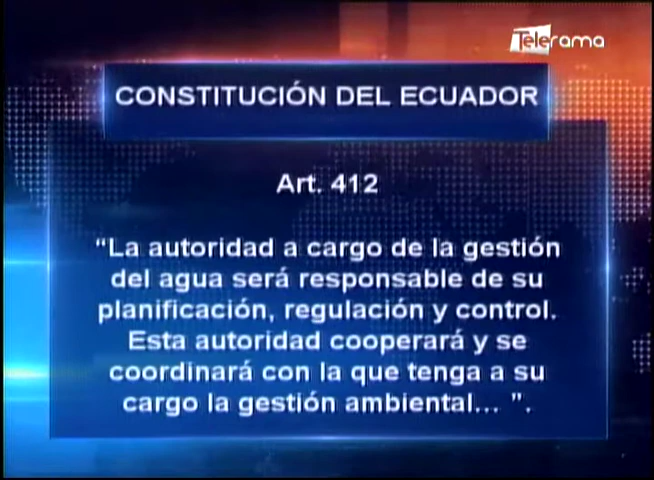 Telerama
CONSTITUCIÓN DEL ECUADOR
Art. 412
“La autoridad a cargo de la gestión
del agua será responsable de su
planificación, regulación y control.
Esta autoridad cooperará y se
coordinará con la que tenga a su
cargo la gestión ambiental... ”.